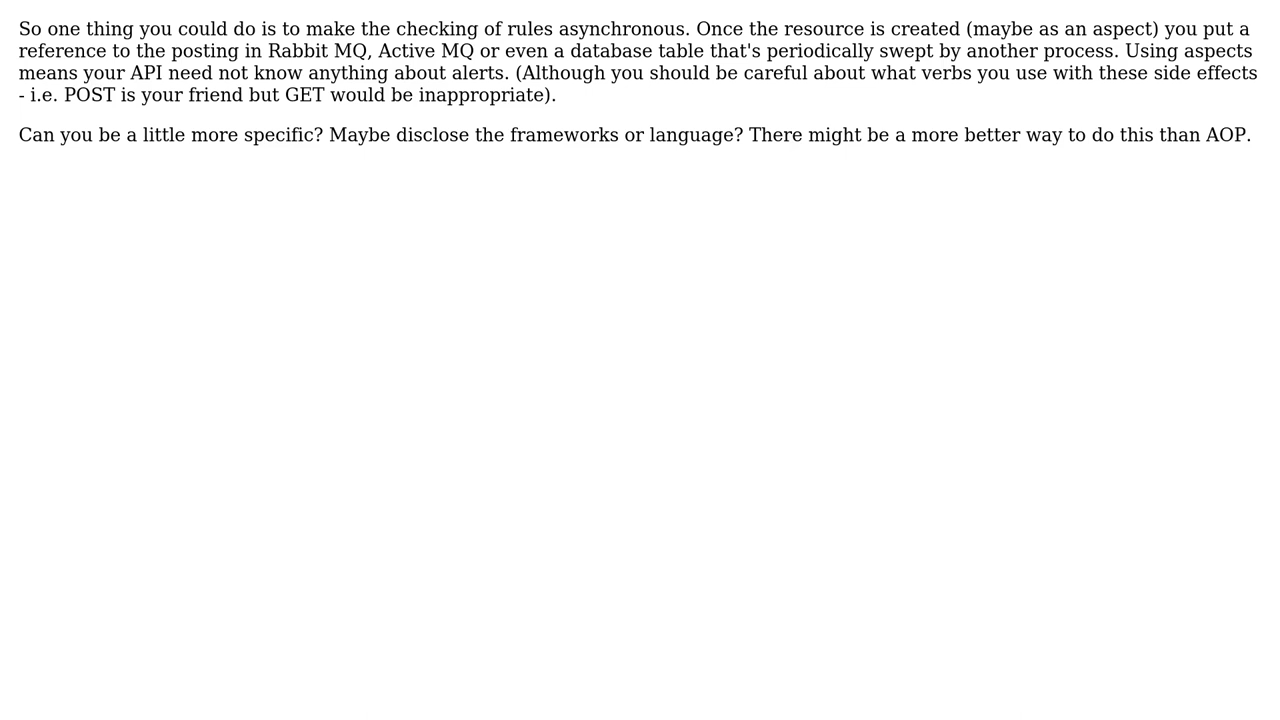 So one thing you could do is to make the checking of rules asynchronous. Once the resource is created (maybe as an aspect) you put a
reference to the posting in Rabbit MQ, Active MQ or even a database table that's periodically swept by another process. Using aspects
means your API need not know anything about alerts. (Although you should be careful about what verbs you use with these side effects
- i.e. POST is your friend but GET would be inappropriate).
Can you be a little more specific? Maybe disclose the frameworks or language? There might be a more better way to do this than AOP.